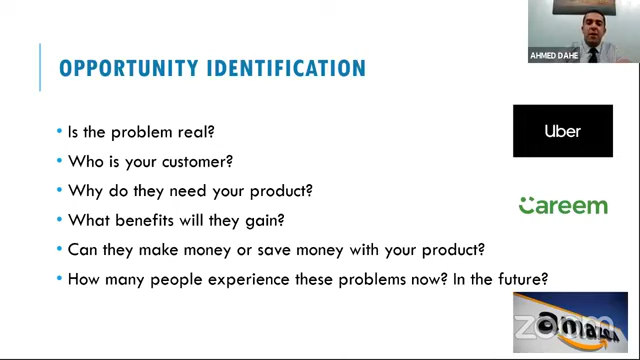 AHMED DAHE
OPPORTUNITY IDENTIFICATION
Uber
• Is the problem real?
• Who is your customer?
• Why do they need your product?
Careem
• What benefits will they gain?
• Can they make money or save money with your product?
• How many people experience these problems now? In the future?
amazon
zoom